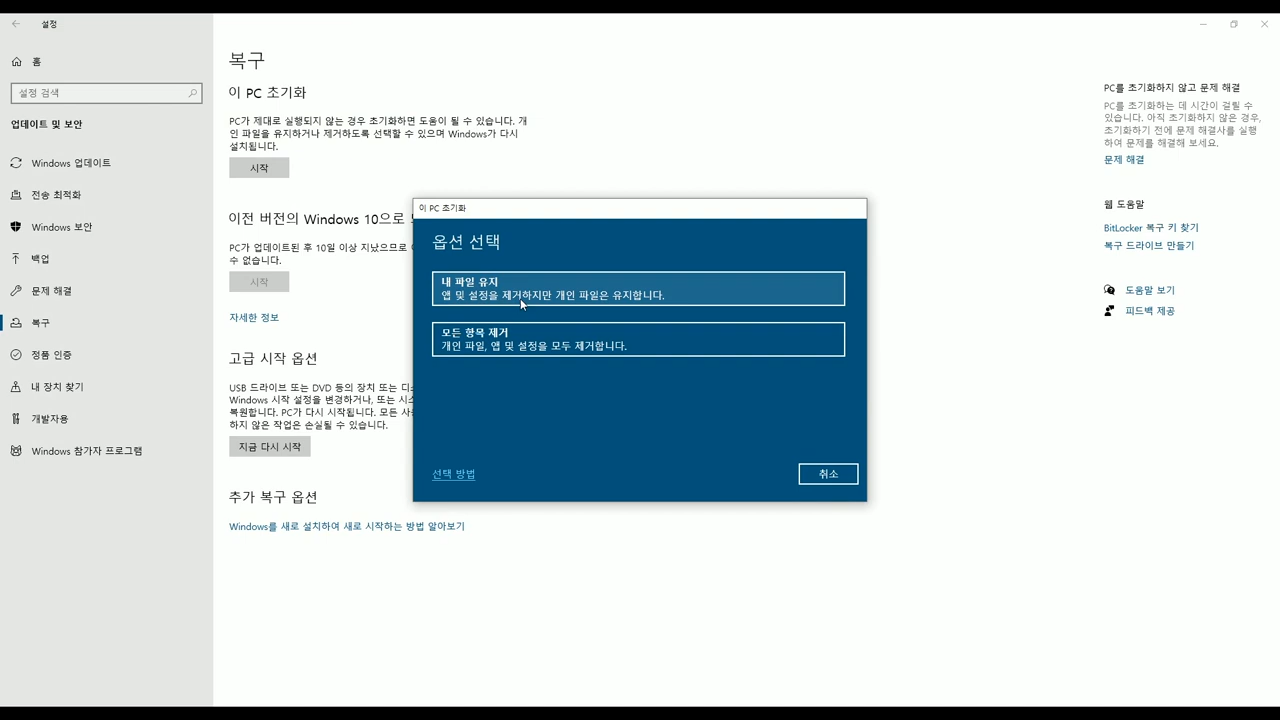 설정
홈
설정 검색
업데이트 및 보안
Windows 업데이트
전송 최적화
Windows 보안
백업
문제 해결
복구
정품 인증
내 장치 찾기
개발자용
Windows 참가자 프로그램
복구
이 PC 초기화
PC가 제대로 실행되지 않는 경우 초기화하면 도움이 될 수 있습니다. 개
인 파일을 유지하거나 제거하도록 선택할 수 있으며 Windows가 다시
설치됩니다.
시작
이전 버전의 Windows 10으로
PC가 업데이트된 후 10일 이상 지났으므로
수 없습니다.
시작
자세한 정보
고급 시작 옵션
USB 드라이브 또는 DVD 등의 장치 또는
Windows 시작 설정을 변경하거나, 또는
복원합니다. PC가 다시 시작됩니다. 모든
하지 않은 작업은 손실될 수 있습니다.
지금 다시 시작
추가 복구 옵션
Windows를 새로 설치하여 새로 시작하는 방법 알아보기
이 PC 초기화
옵션 선택
내 파일 유지
앱 및 설정을 제거하지만 개인 파일은 유지합니다.
모든 항목 제거
개인 파일, 앱 및 설정을 모두 제거합니다.
선택 방법
취소
PC를 초기화하지 않고 문제 해결
PC를 초기화하는 데 시간이 걸릴 수
있습니다. 아직 초기화하지 않은 경우,
초기화하기 전에 문제 해결사를 실행
하여 문제를 해결해 보세요.
문제 해결
웹 도움말
BitLocker 복구 키 찾기
복구 드라이브 만들기
도움말 보기
피드백 제공